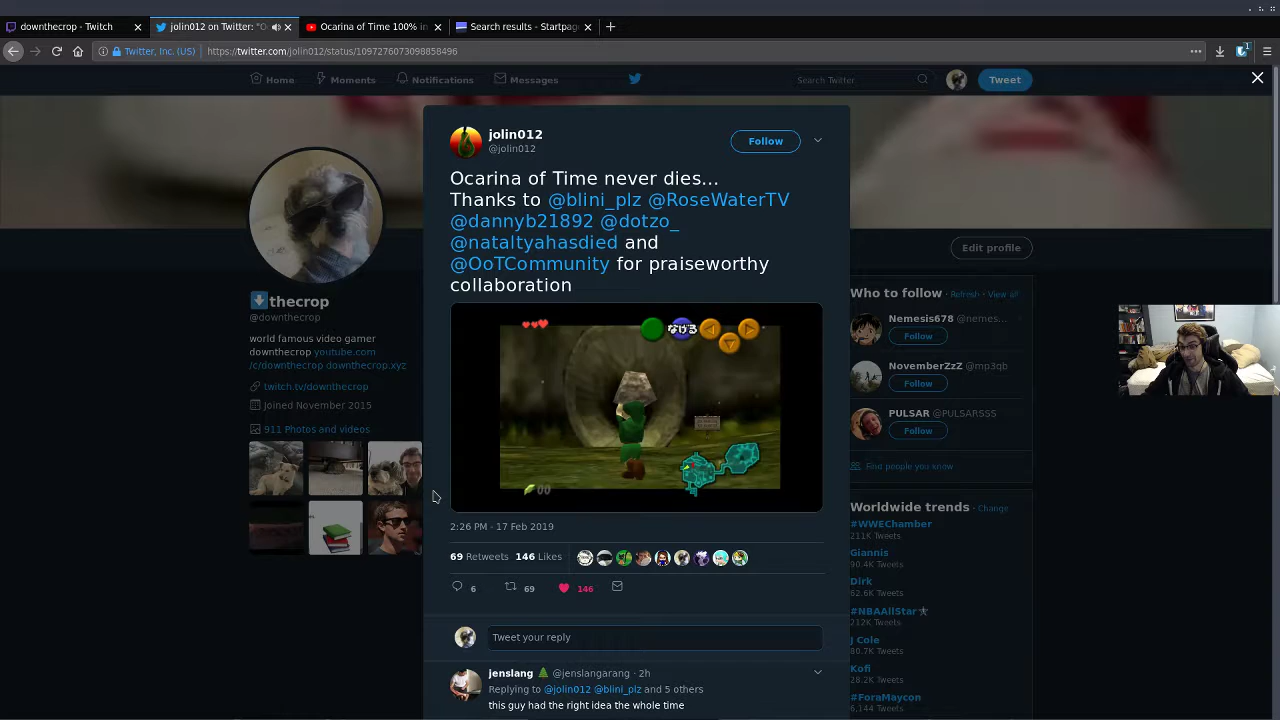 downthecrop - Twitch
jolin012 on Twitter: "O
Ocarina of Time 100% in
Search results - Startpage
Twitter, Inc. (US)
https://twitter.com/jolin012/status/1097276073098858496
Home
Moments
Notifications
Messages
Search Twitter
Tweet
jolin012
@jolin012
Follow
Ocarina of Time never dies...
Thanks to @blini_plz @RoseWaterTV
@dannyb21892 @dotzo_
@nataltyahasdied and
@OoTCommunity for praiseworthy
collaboration
なげる
00
2:26 PM - 17 Feb 2019
69 Retweets 146 Likes
6
69
146
Tweet your reply
jenslang @jenslangarang · 2h
Replying to @jolin012 @blini_plz and 5 others
this guy had the right idea the whole time
thecrop
@downthecrop
world famous video gamer
downthecrop youtube.com
/c/downthecrop downthecrop.xyz
twitch.tv/downthecrop
Joined November 2015
911 Photos and videos
Edit profile
Who to follow · Refresh · View all
Nemesis678 @nemes...
Follow
NovemberZzZ @mp3qb
Follow
PULSAR @PULSARSSS
Follow
Find people you know
Worldwide trends · Change
#WWEChamber
211K Tweets
Giannis
90.4K Tweets
Dirk
62.6K Tweets
#NBAAllStar
212K Tweets
J Cole
80.7K Tweets
Kofi
28.2K Tweets
#ForaMaycon
6,144 Tweets